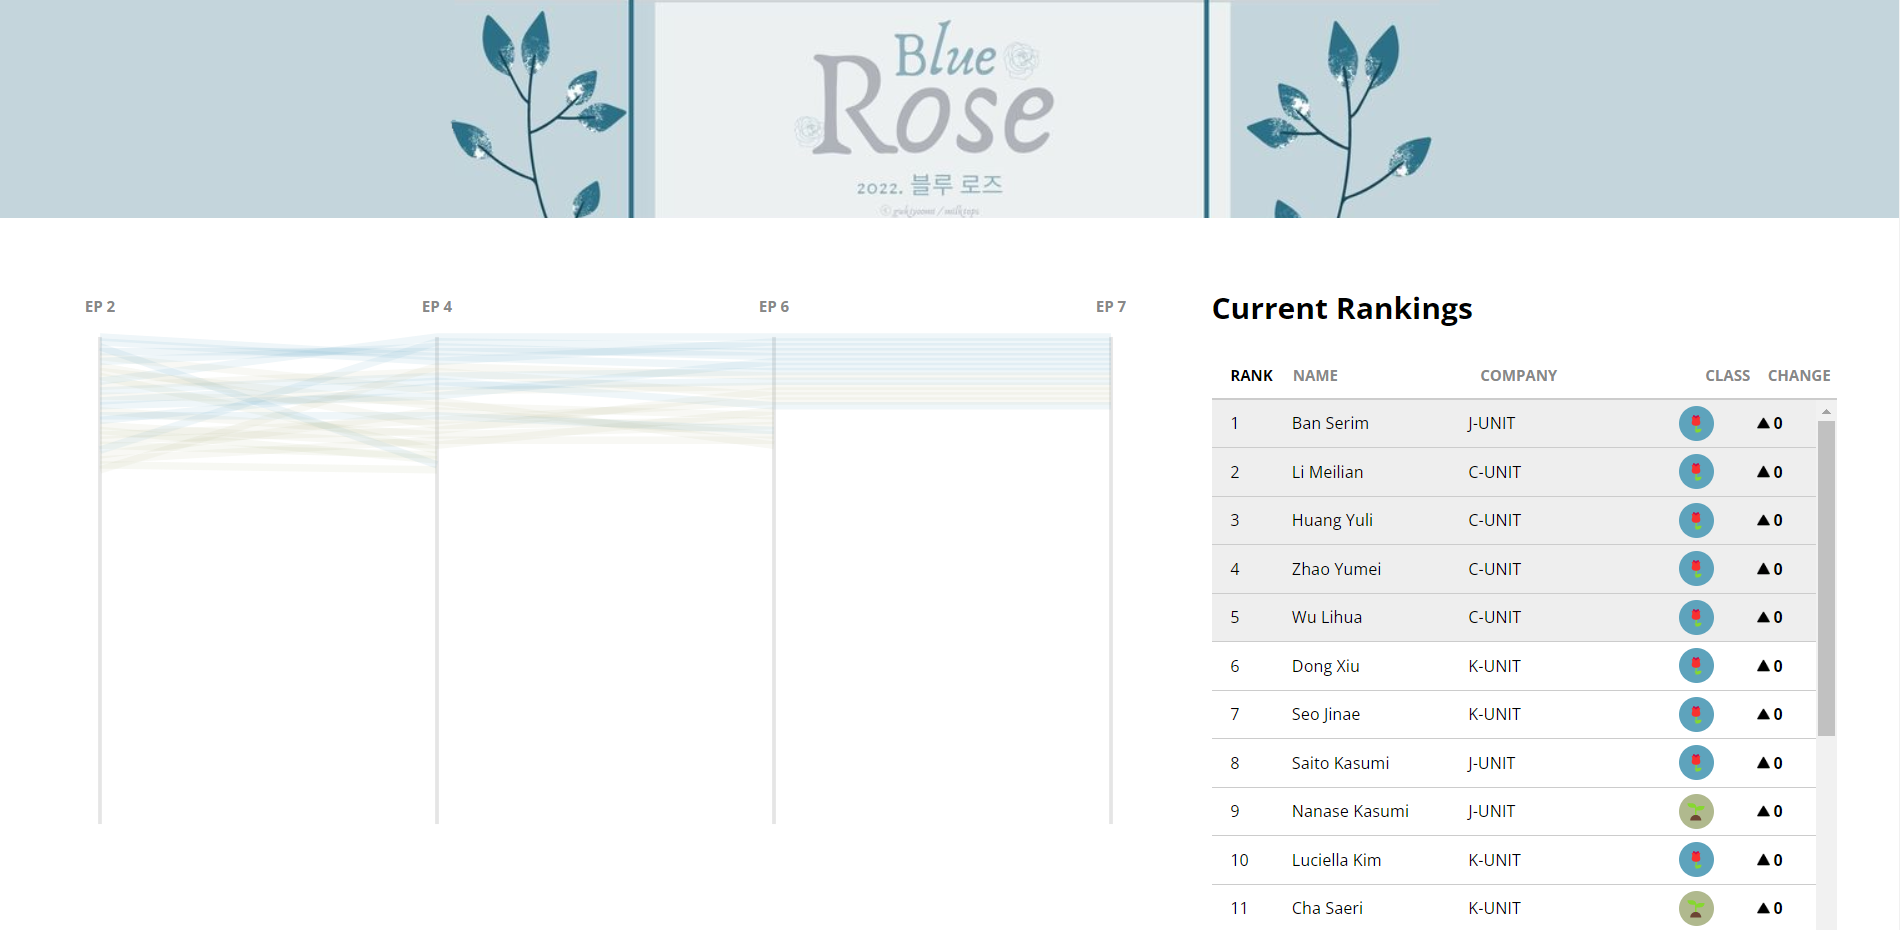 Blue
Rose
2022. 블루 로즈
EP 2 EP 4 EP 6 EP 7
Current Rankings
RANK NAME COMPANY CLASS CHANGE
1 Ban Serim J-UNIT ▲ 0
2 Li Meilian C-UNIT ▲ 0
3 Huang Yuli C-UNIT ▲ 0
4 Zhao Yumei C-UNIT ▲ 0
5 Wu Lihua C-UNIT ▲ 0
6 Dong Xiu K-UNIT ▲ 0
7 Seo Jinae K-UNIT ▲ 0
8 Saito Kasumi J-UNIT ▲ 0
9 Nanase Kasumi J-UNIT ▲ 0
10 Luciella Kim K-UNIT ▲ 0
11 Cha Saeri K-UNIT ▲ 0